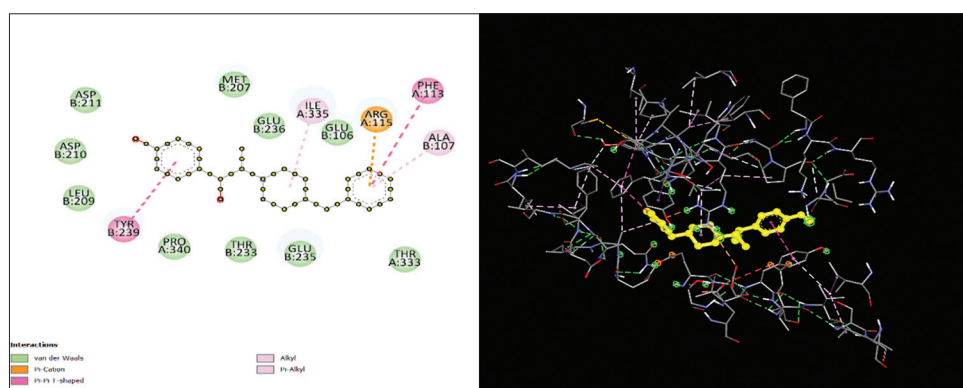 MET
B:207
ASP
B:211
PHE
A:113
ILE
A:335
ARG
A:115
GLU
B:236
GLU
B:106
ALA
B:107
ASP
B:210
LEU
B:209
TYR
B:239
PRO
A:340
THR
B:233
GLU
B:235
THR
A:333
Interactions
van der Waals
Pi-Cation
Pi-Pi T-shaped
Alkyl
Pi-Alkyl